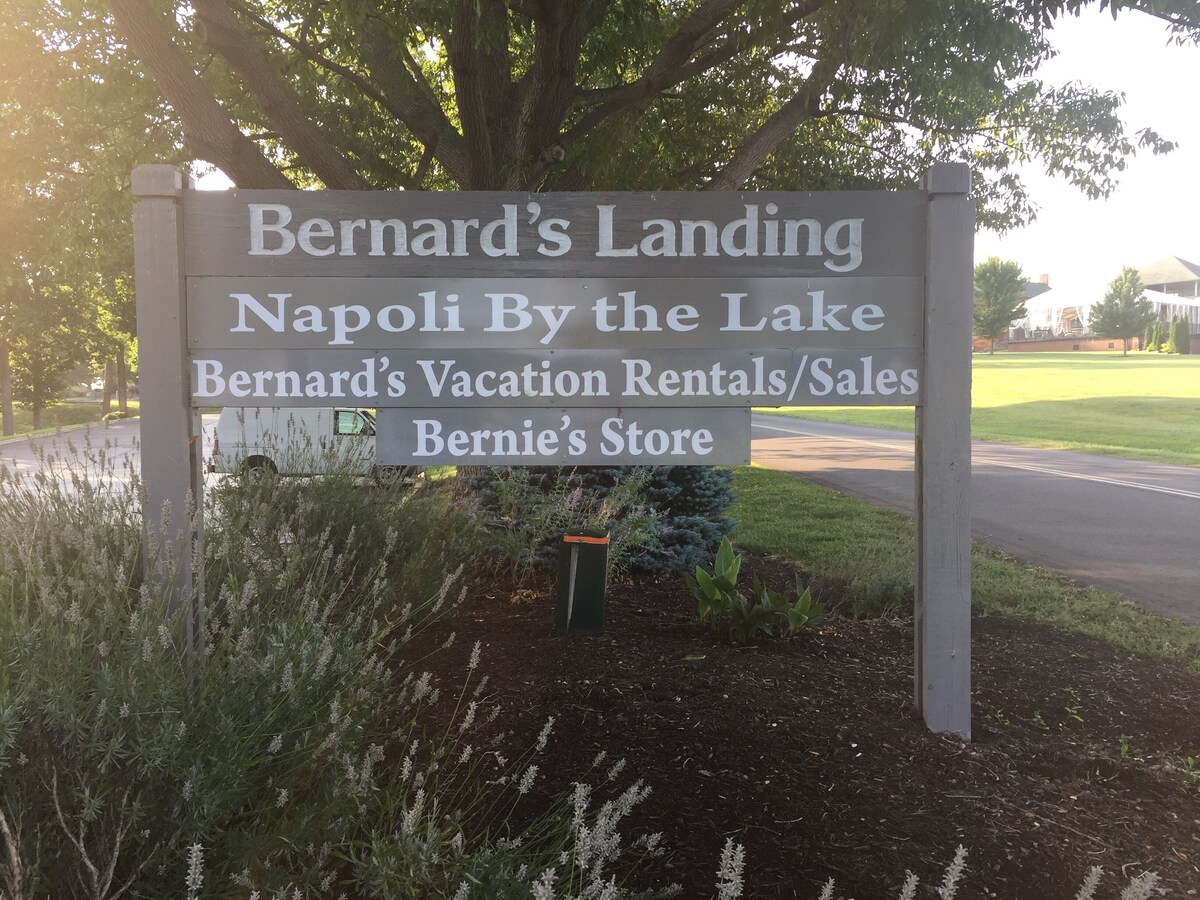 Bernard's Landing
Napoli By the Lake
Bernard's Vacation Rentals/Sales
Bernie's Store